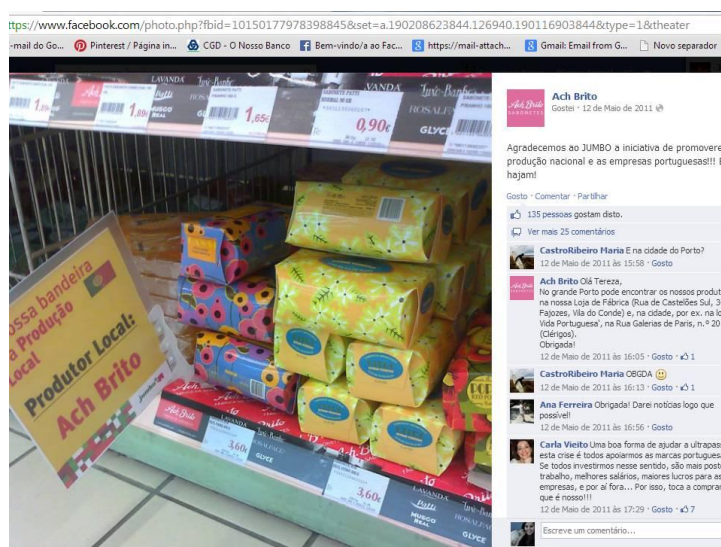 ttps://www.facebook.com/photo.php?fbid=10150177978398845&set=a.190208623844.126940.190116903844&type=1&theater
-mail do Go... Pinterest / Página in... CGD - O Nosso Banco Bem-vindo/a ao Fac... https://mail-attach... Gmail: Email from G... Novo separador
LAVANDA
Patti
MUSGO REAL
1,65€
0,90€
ossa bandeira
a Produção
Local
Produtor Local:
Ach Brito
3,60€
GLYCE
3,60€
LAVANDA
MUSGO REAL
GLYCE
Ach Brito
Gostei · 12 de Maio de 2011
Agradecemos ao JUMBO a iniciativa de promovere
produção nacional e as empresas portuguesas!!!
hajam!
Gosto · Comentar · Partilhar
135 pessoas gostam disto.
Ver mais 25 comentários
CastroRibeiro Maria E na cidade do Porto?
12 de Maio de 2011 às 15:58 · Gosto
Ach Brito Olá Tereza,
No grande Porto pode encontrar os nossos produt
na nossa Loja de Fábrica (Rua de Castelões Sul, 3
Fajozes, Vila do Conde) e, na cidade, por ex. na lo
Vida Portuguesa', na Rua Galerias de Paris, n.º 20
(Clérigos).
Obrigada!
12 de Maio de 2011 às 16:05 · Gosto · 1
CastroRibeiro Maria OBGDA
12 de Maio de 2011 às 16:13 · Gosto · 1
Ana Ferreira Obrigada! Darei notícias logo que
possível!
12 de Maio de 2011 às 16:56 · Gosto
Carla Vieito Uma boa forma de ajudar a ultrapass
esta crise é todos apoiarmos as marcas portugues
Se todos investirmos nesse sentido, são mais post
trabalho, melhores salários, maiores lucros para as
empresas, e por aí fora... Por isso, toca a comprar
que é nosso!!!
12 de Maio de 2011 às 17:29 · Gosto · 7
Escreve um comentário...